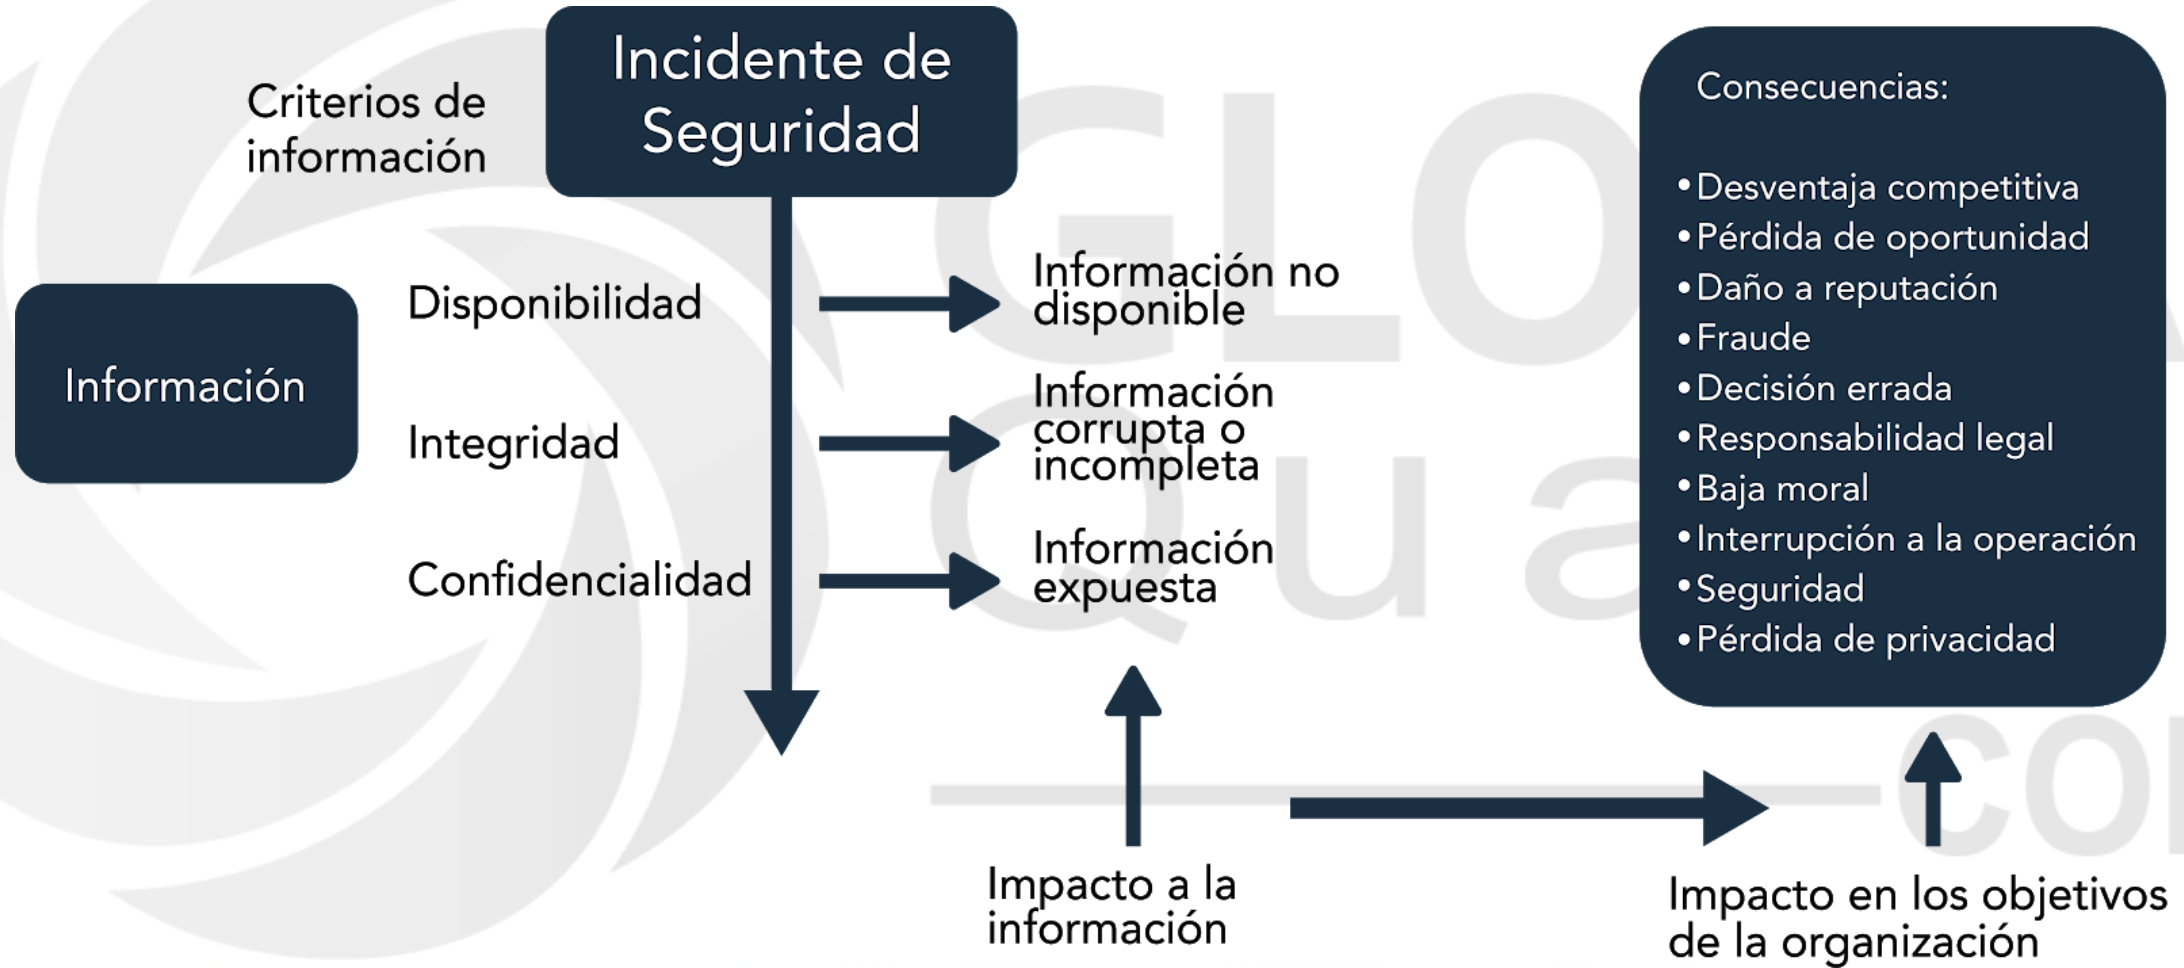 Incidente de
Seguridad
Criterios de
información
Información
Disponibilidad
Integridad
Confidencialidad
Información no
disponible
Información
corrupta o
incompleta
Información
expuesta
Impacto a la
información
Consecuencias:
•Desventaja competitiva
•Pérdida de oportunidad
•Daño a reputación
•Fraude
•Decisión errada
•Responsabilidad legal
•Baja moral
•Interrupción a la operación
•Seguridad
•Pérdida de privacidad
Impacto en los objetivos
de la organización